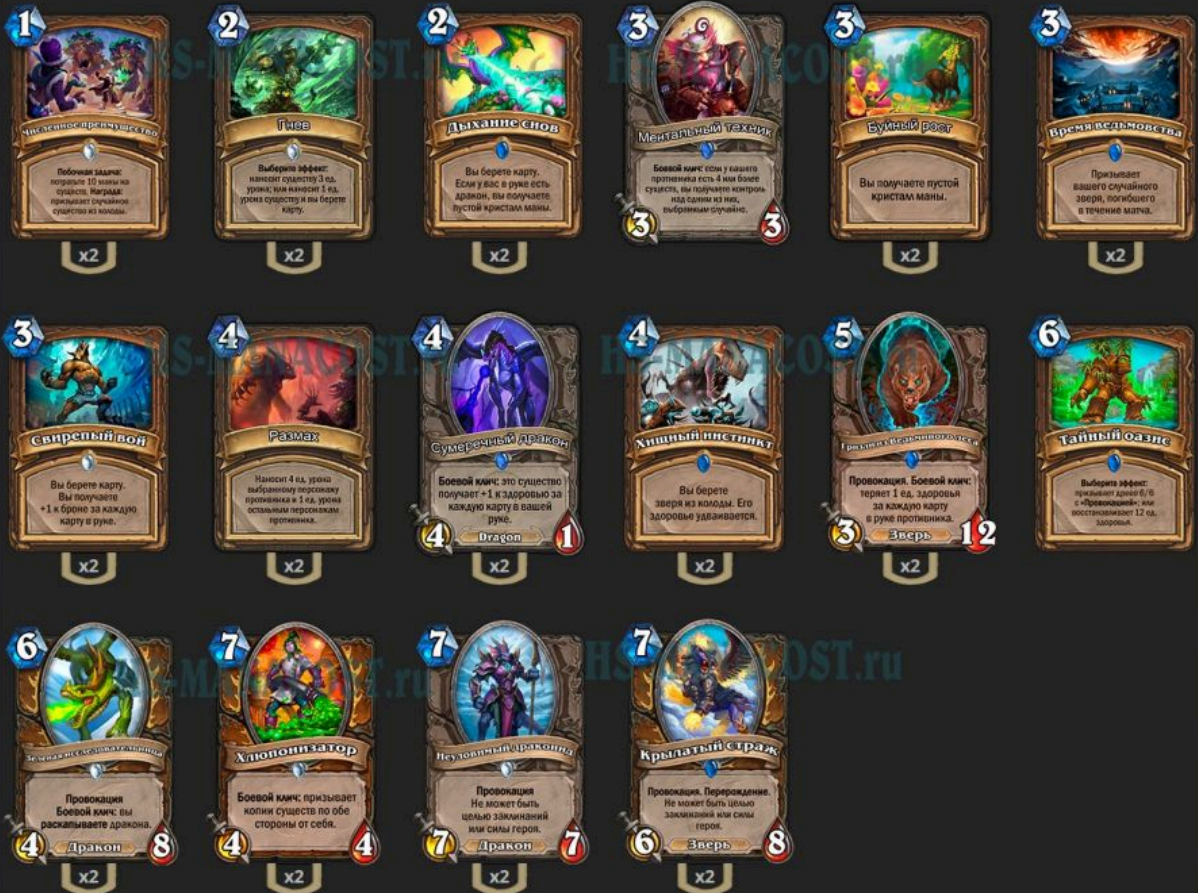 1
Численное преимущество
Побочная задача:
потратьте 10 маны на
существ. Награда:
призывает случайное
существо из колоды.
x2
2
Гнев
Выберите эффект:
наносит существу 3 ед.
урона; или наносит 1 ед.
урона существу и вы берете
карту.
x2
2
Дыхание снов
Вы берете карту.
Если у вас в руке есть
дракон, вы получаете
пустой кристалл маны.
x2
3
Ментальный техник
Боевой клич: если у вашего
противника есть 4 или более
существ, вы получаете контроль
над одним из них,
выбранным случайно.
3
3
3
Буйный рост
Вы получаете пустой
кристалл маны.
x2
3
Время ведьмовства
Призывает
вашего случайного
зверя, погибшего
в течение матча.
x2
HS-MANACOST.ru
3
Свирепый вой
Вы берете карту.
Вы получаете
+1 к броне за каждую
карту в руке.
x2
4
Размах
Наносит 4 ед. урона
выбранному персонажу
противника и 1 ед. урона
остальным персонажам
противника.
x2
4
Сумеречный дракон
Боевой клич: это существо
получает +1 к здоровью за
каждую карту в вашей
руке.
4
Dragon
1
x2
4
Хищный инстинкт
Вы берете
зверя из колоды. Его
здоровье удваивается.
x2
5
Гризли из Ведьминого леса
Провокация. Боевой клич:
теряет 1 ед. здоровья
за каждую карту
в руке противника.
3
Зверь
12
x2
6
Тайный оазис
Выберите эффект:
призывает древо 6/6
с «Провокацией»; или
восстанавливает 12 ед.
здоровья.
6
Зеленая исследовательница
Провокация
Боевой клич: вы
раскапываете дракона.
4
Дракон
8
x2
7
Хлюпонизатор
Боевой клич: призывает
копии существ по обе
стороны от себя.
4
4
x2
7
Неуловимый драконид
Провокация
Не может быть
целью заклинаний
или силы героя.
7
Дракон
7
x2
7
Крылатый страж
Провокация. Перерождение.
Не может быть целью
заклинаний или силы
героя.
6
Зверь
8
x2